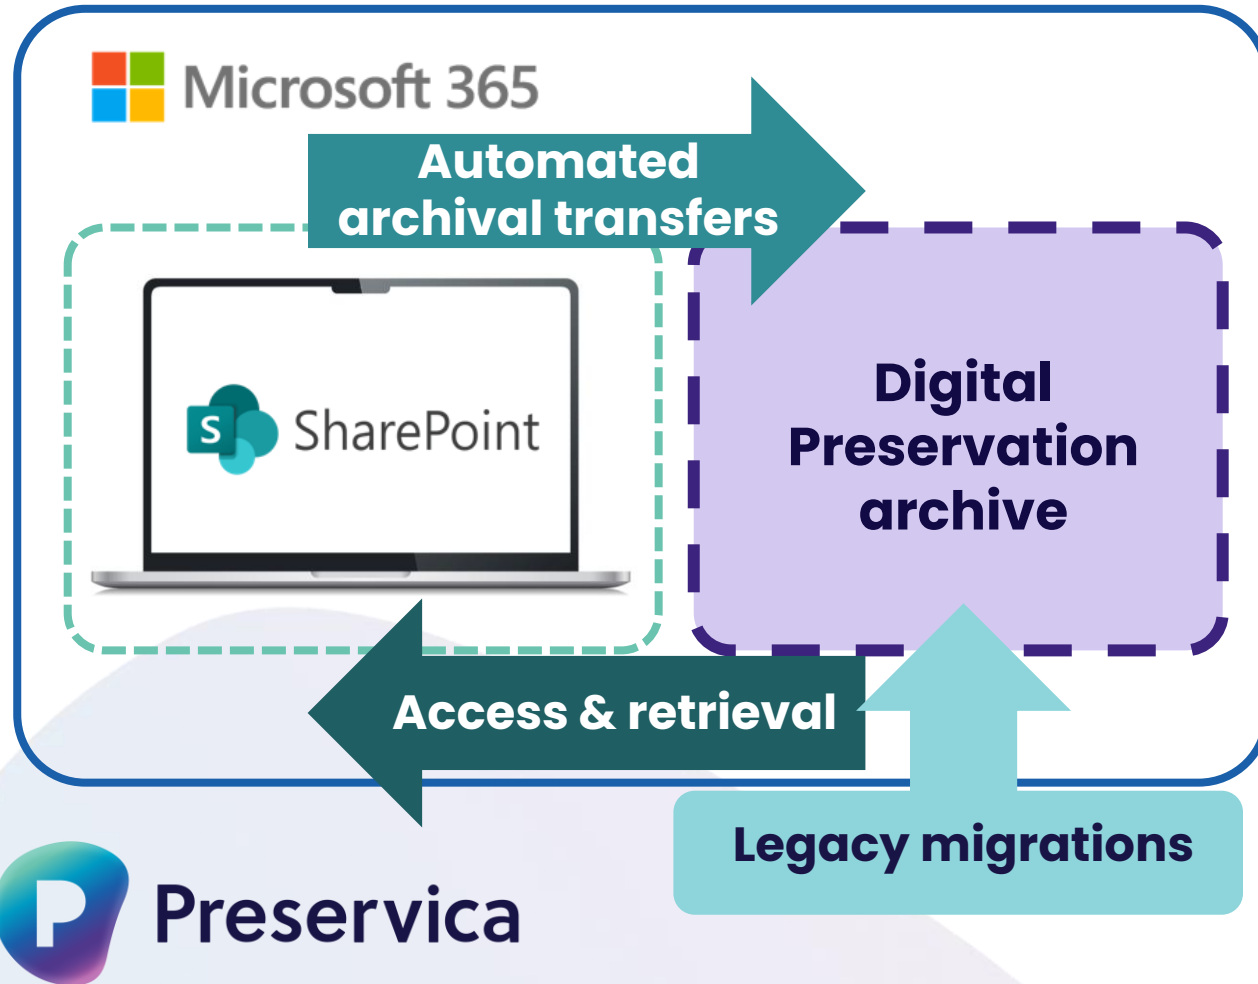 Microsoft 365
Automated
archival transfers
S SharePoint
Digital
Preservation
archive
Access & retrieval
Legacy migrations
P Preservica